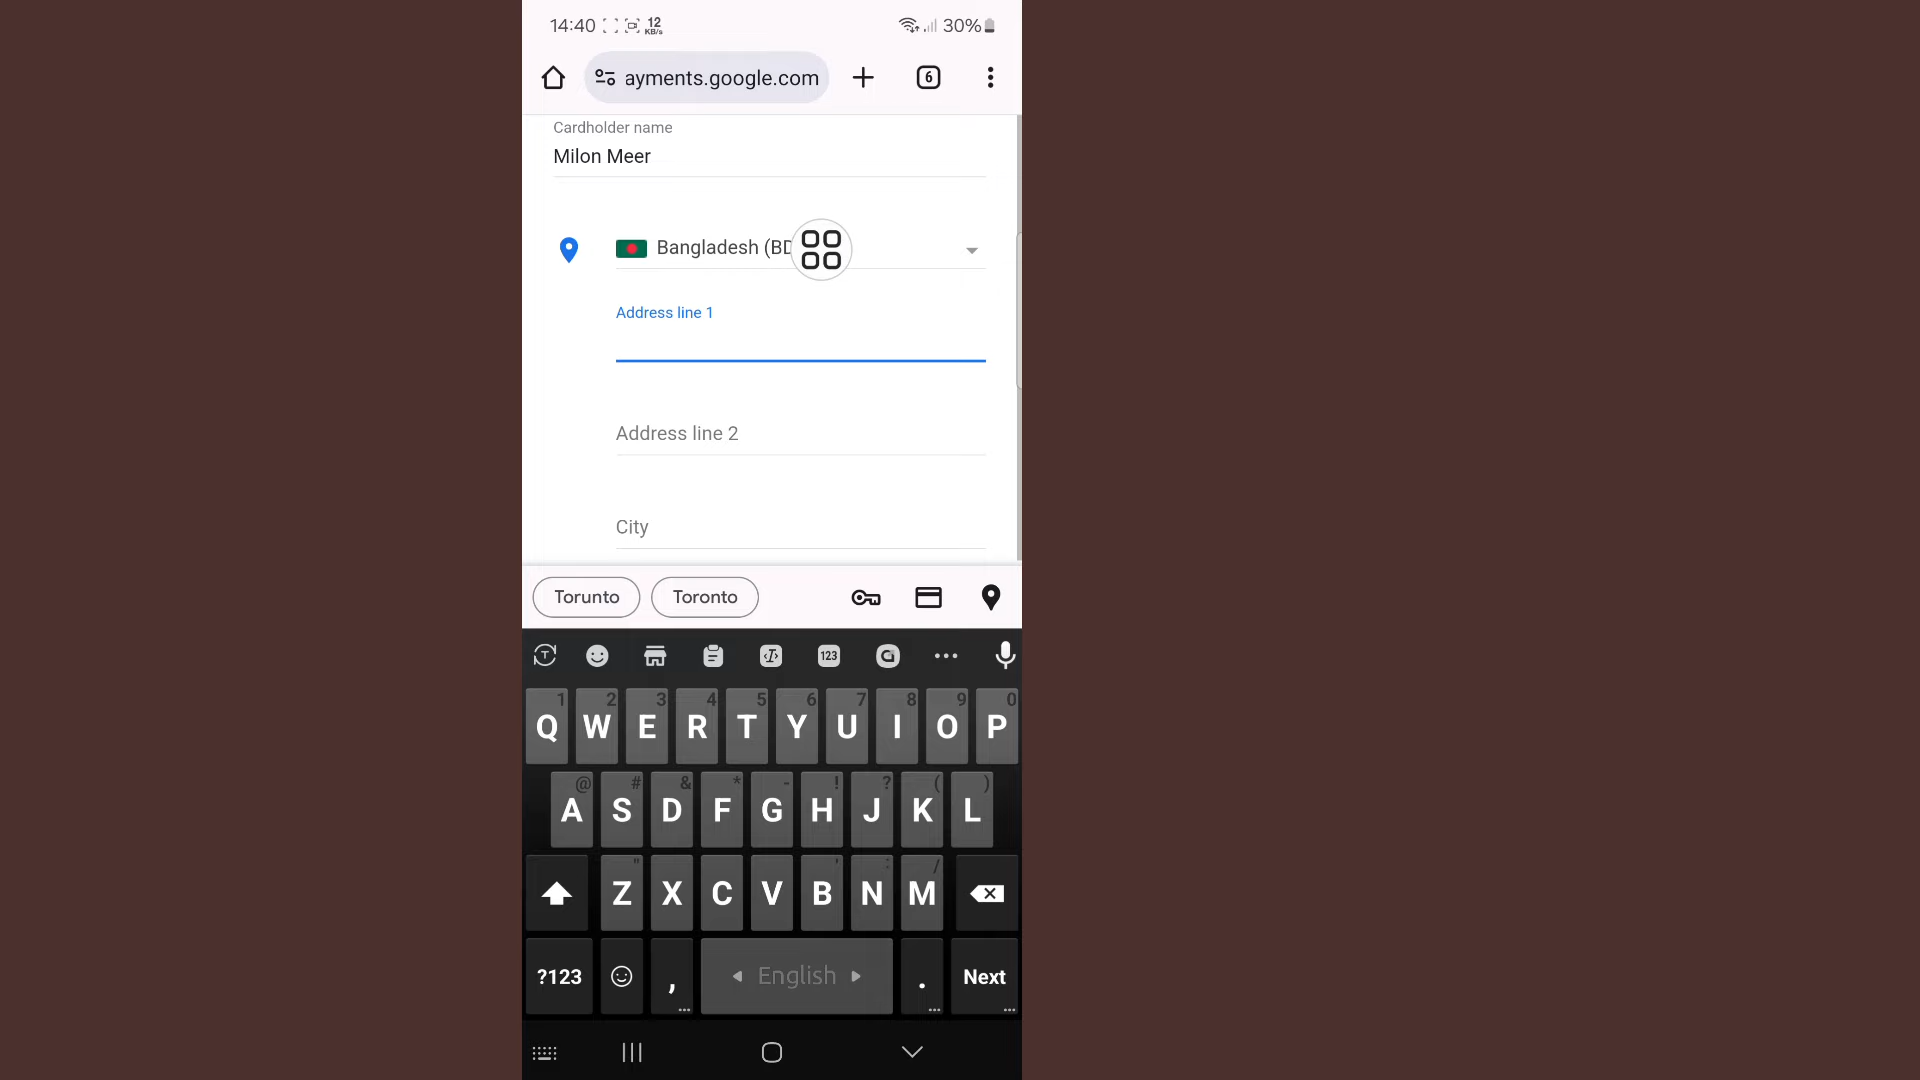 14:40 12 KB/s 30%
ayments.google.com 6
Cardholder name
Milon Meer
Bangladesh (BD
Address line 1
Address line 2
City
Torunto Toronto
T 123
1 2 3 4 5 6 7 8 9 0
Q W E R T Y U I O P
@ # & * - ! ? ( )
A S D F G H J K L
" ' : /
Z X C V B N M
?123 , English . Next